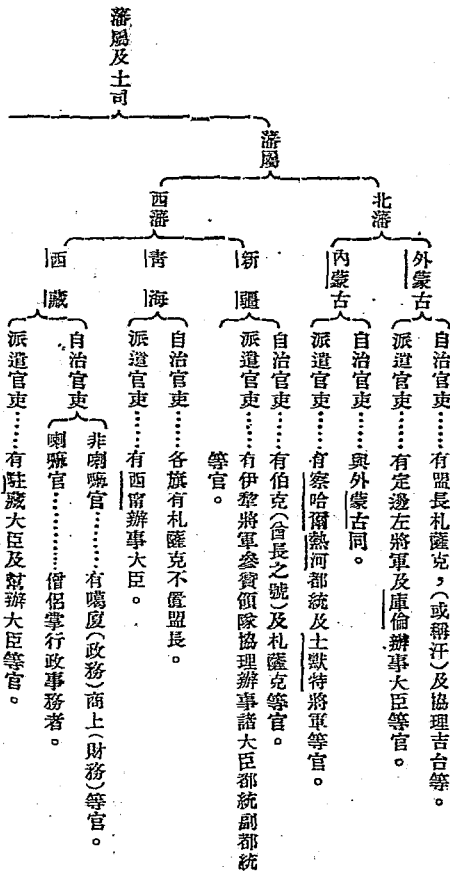 藩屬及土司
藩屬
北藩
外蒙古
自治官吏……有盟長札薩克，(或稱汗)及協理吉台等。
派遣官吏……有定邊左將軍及庫倫辦事大臣等官。
內蒙古
自治官吏……與外蒙古同。
派遣官吏……有察哈爾熱河都統及土默特將軍等官。
西藩
新疆
自治官吏……有伯克(酋長之號)及札薩克等官。
派遣官吏……有伊犂將軍參贊領隊協理辦事諸大臣都統副都統
等官。
青海
自治官吏……各旗有札薩克不置盟長。
派遣官吏……有西甯辦事大臣。
西藏
自治官吏
非喇嘛官……有噶廈(政務)商上(財務)等官。
喇嘛官…………僧侶掌行政事務者。
派遣官吏……有駐藏大臣及幫辦大臣等官。